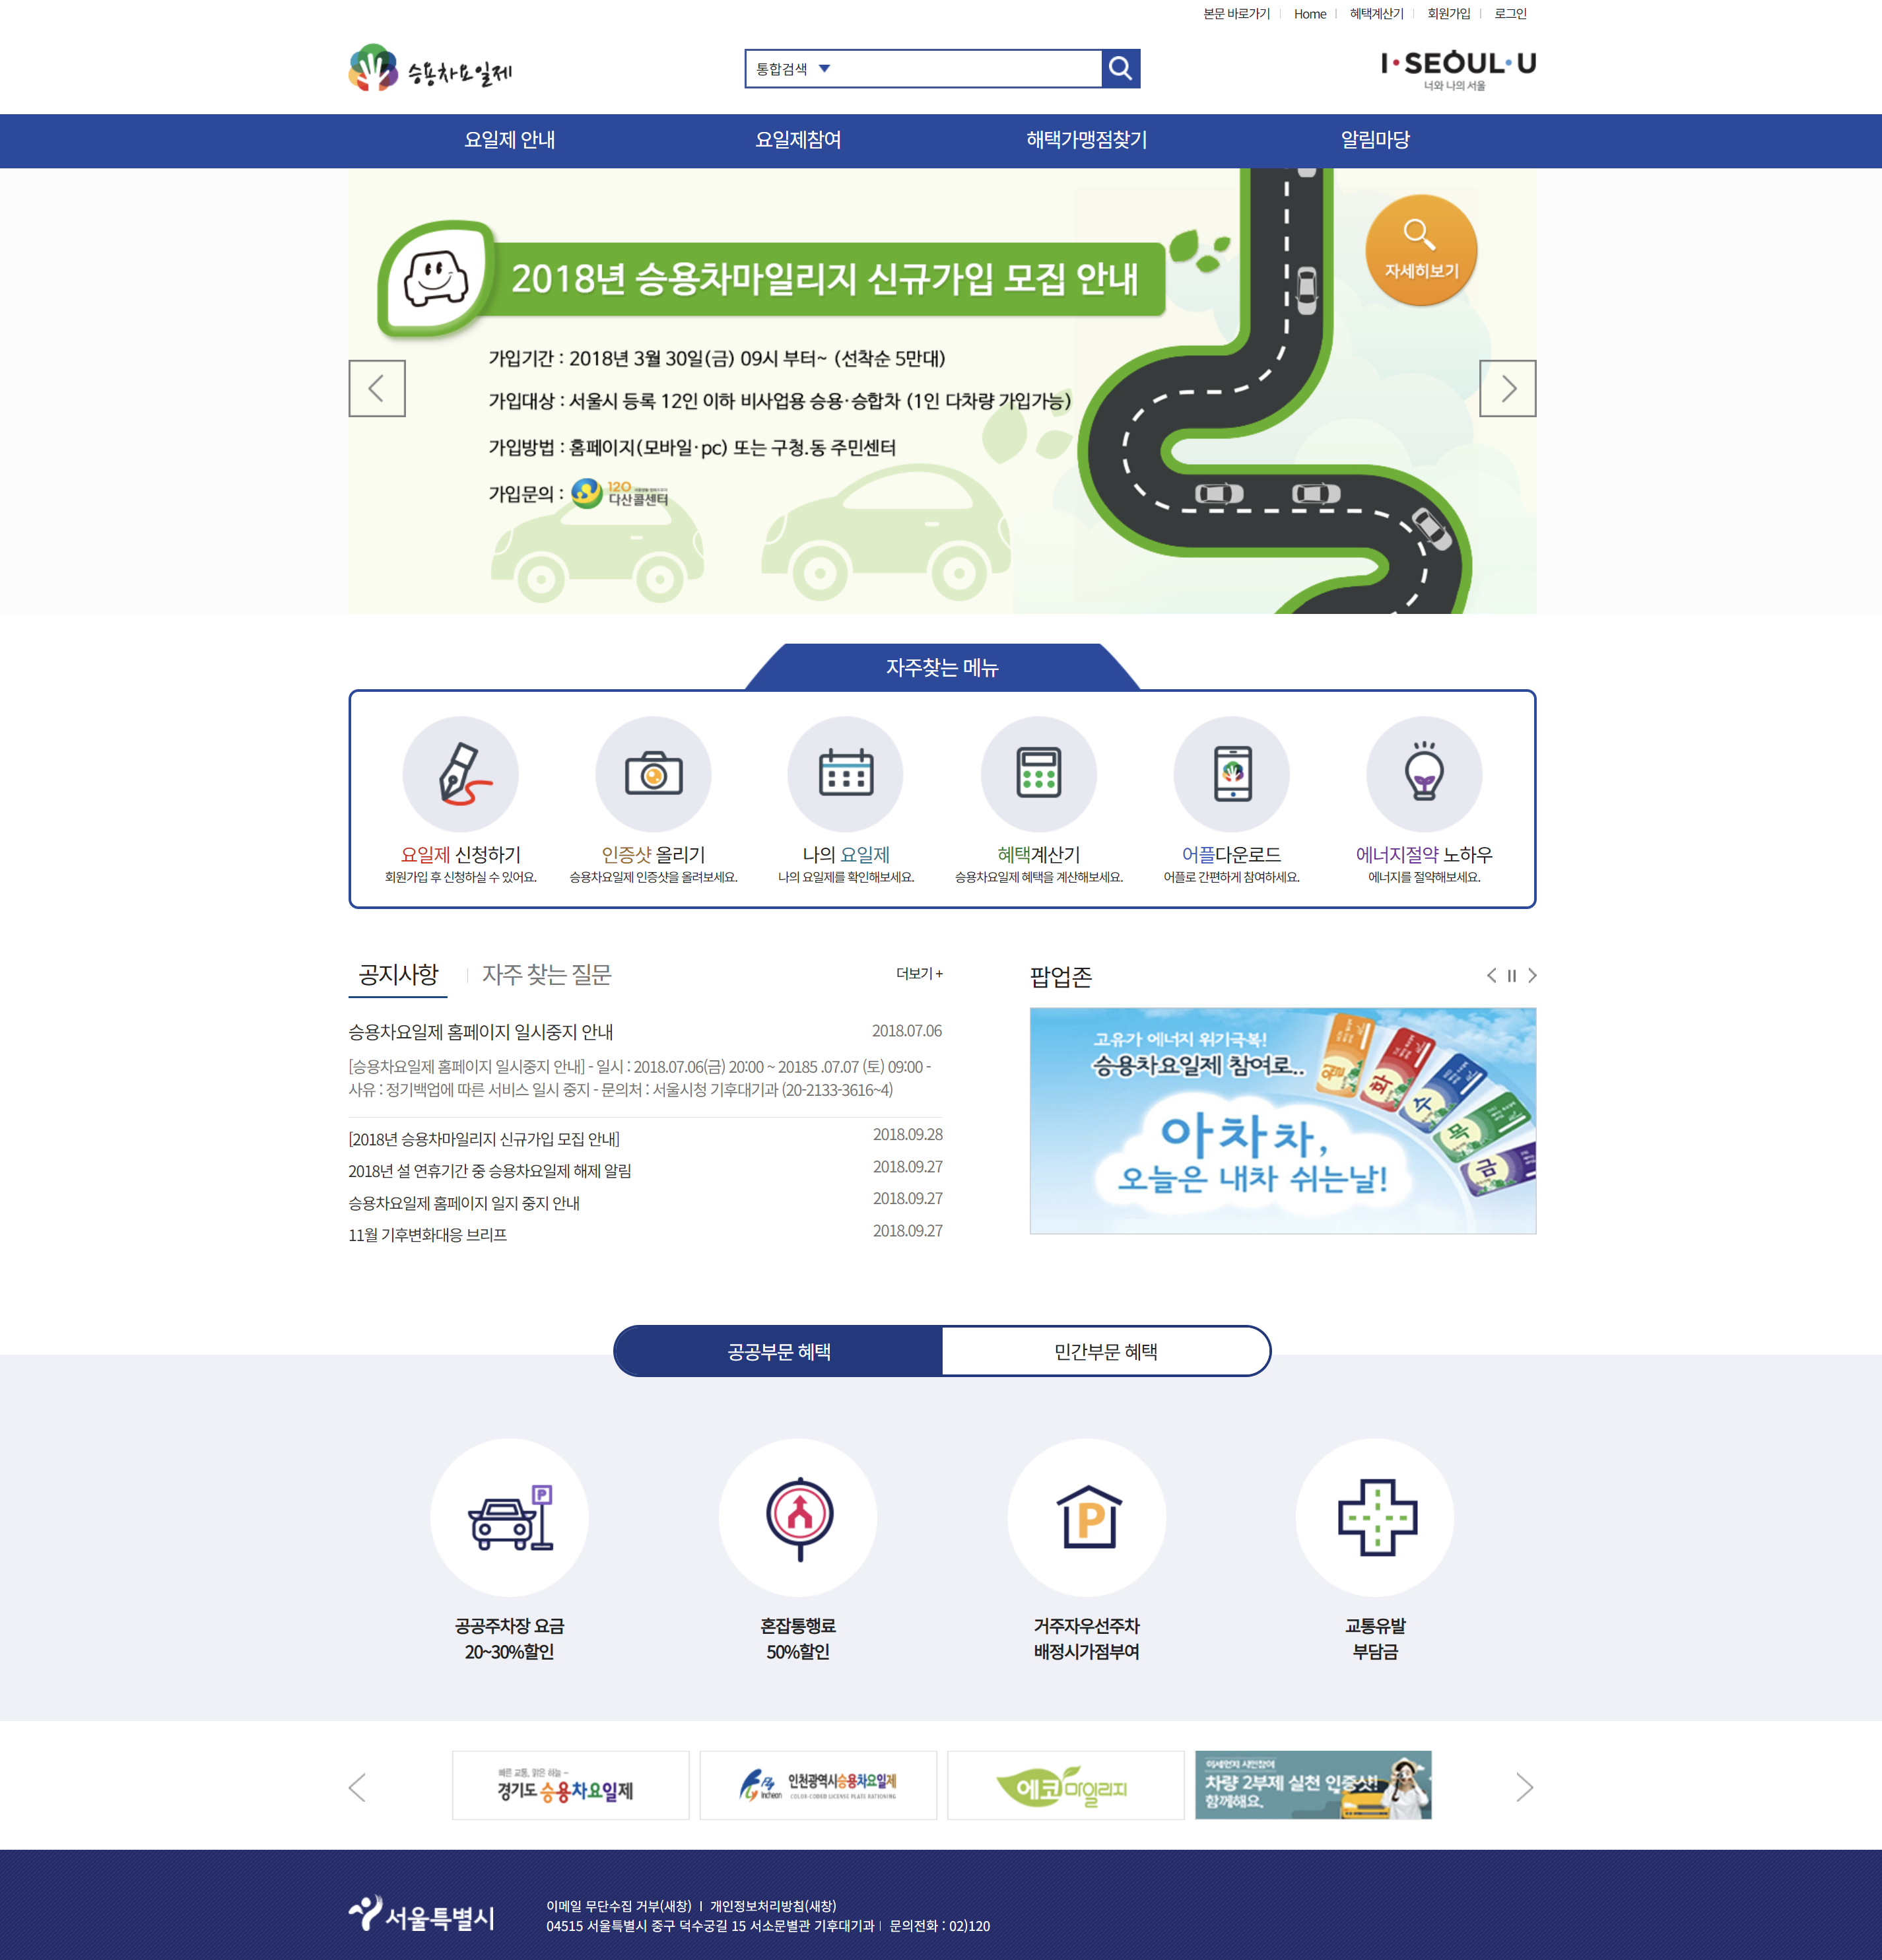 본문 바로가기 Home 혜택계산기 회원가입 로그인
승용차요일제
통합검색
I·SEOUL·U
너와 나의 서울
요일제 안내 요일제참여 해택가맹점찾기 알림마당
2018년 승용차마일리지 신규가입 모집 안내
자세히보기
가입기간 : 2018년 3월 30일(금) 09시 부터~ (선착순 5만대)
가입대상 : 서울시 등록 12인 이하 비사업용 승용·승합차 (1인 다차량 가입가능)
가입방법 : 홈페이지(모바일·pc) 또는 구청.동 주민센터
가입문의 : 120 다산콜센터
자주찾는 메뉴
요일제 신청하기
회원가입 후 신청하실 수 있어요.
인증샷 올리기
승용차요일제 인증샷을 올려보세요.
나의 요일제
나의 요일제를 확인해보세요.
혜택계산기
승용차요일제 혜택을 계산해보세요.
어플다운로드
어플로 간편하게 참여하세요.
에너지절약 노하우
에너지를 절약해보세요.
공지사항 자주 찾는 질문 더보기 +
승용차요일제 홈페이지 일시중지 안내 2018.07.06
[승용차요일제 홈페이지 일시중지 안내] - 일시 : 2018.07.06(금) 20:00 ~ 20185 .07.07 (토) 09:00 -
사유 : 정기백업에 따른 서비스 일시 중지 - 문의처 : 서울시청 기후대기과 (20-2133-3616~4)
[2018년 승용차마일리지 신규가입 모집 안내] 2018.09.28
2018년 설 연휴기간 중 승용차요일제 해제 알림 2018.09.27
승용차요일제 홈페이지 일지 중지 안내 2018.09.27
11월 기후변화대응 브리프 2018.09.27
팝업존
고유가 에너지 위기극복!
승용차요일제 참여로..
아차차,
오늘은 내차 쉬는날!
월 화 수 목 금
공공부문 혜택 민간부문 혜택
P
P
공공주차장 요금
20~30%할인
혼잡통행료
50%할인
거주자우선주차
배정시가점부여
교통유발
부담금
빠른 교통, 맑은 하늘 ~
경기도 승용차요일제
Fly Incheon
인천광역시승용차요일제
COLOR-CODED LICENSE PLATE RATIONING
에코마일리지
미세먼지 시민참여
차량 2부제 실천 인증샷!
함께해요.
서울특별시
이메일 무단수집 거부(새창) ㅣ 개인정보처리방침(새창)
04515 서울특별시 중구 덕수궁길 15 서소문별관 기후대기과ㅣ 문의전화 : 02)120